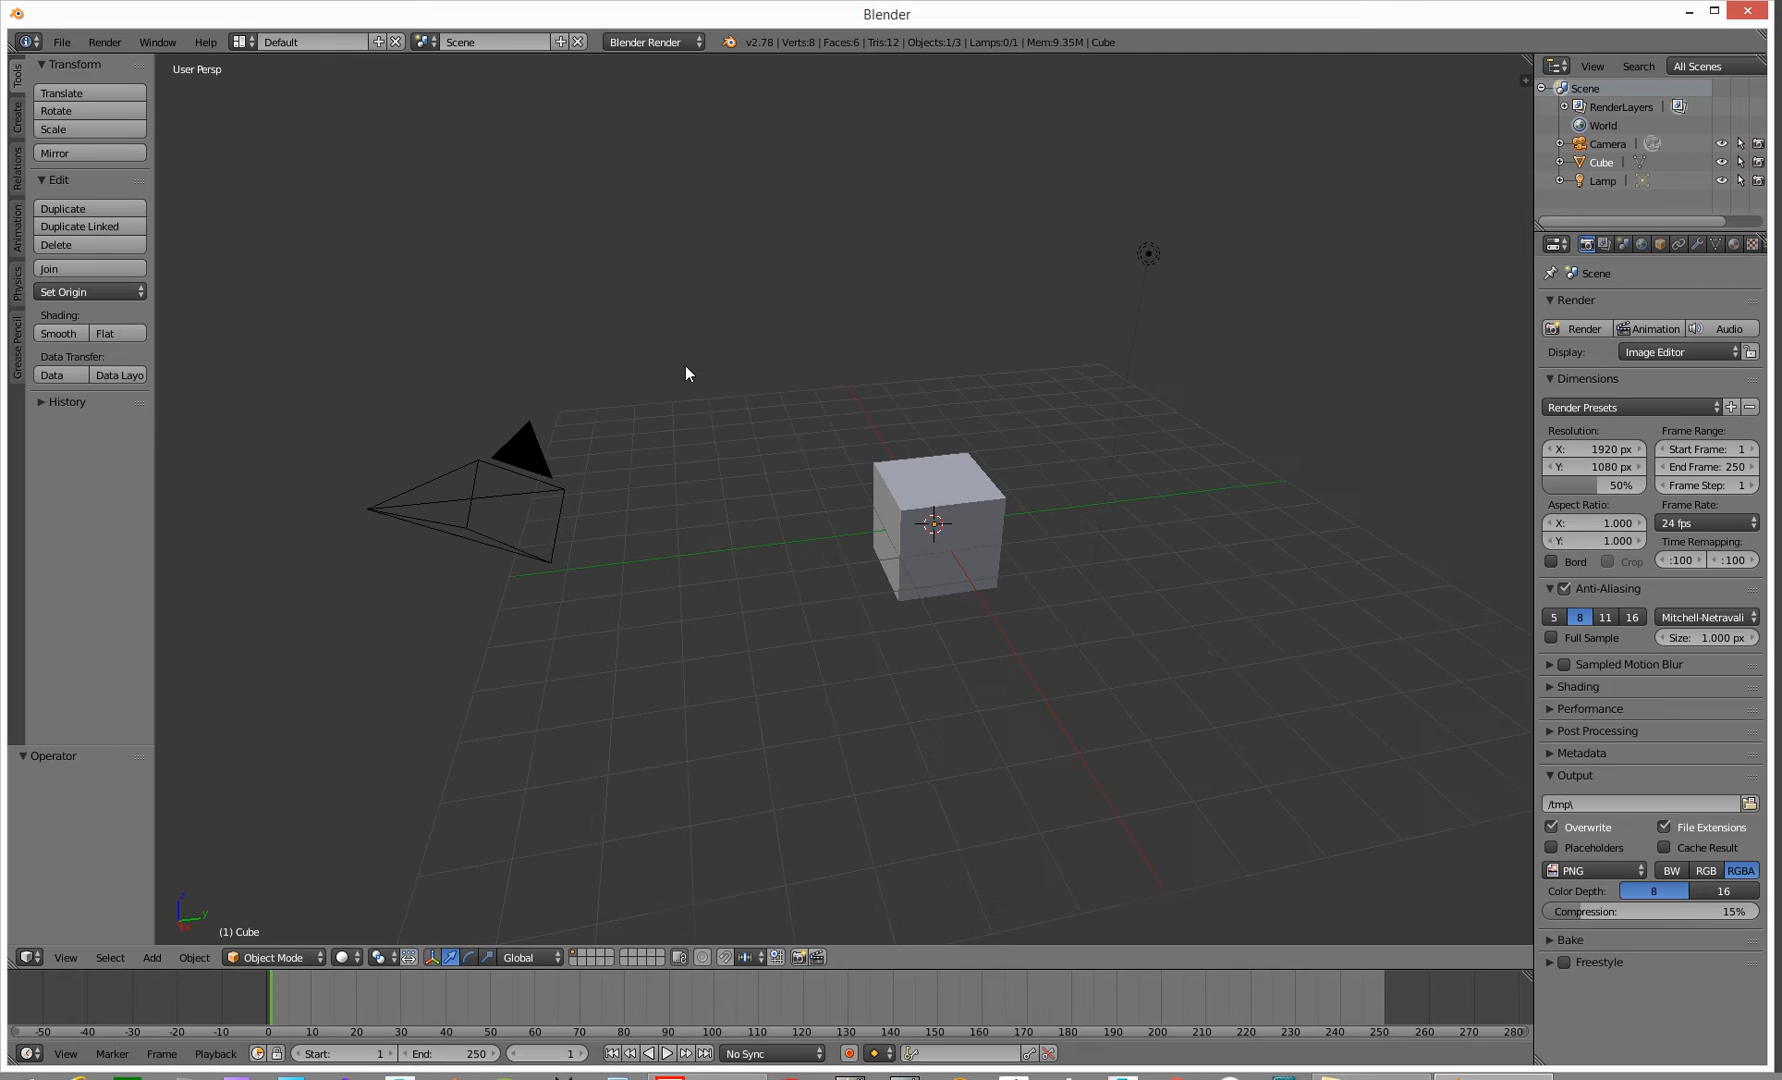 Blender
File Render Window Help Default Scene Blender Render v2.78 | Verts:8 | Faces:6 | Tris:12 | Objects:1/3 | Lamps:0/1 | Mem:9.35M | Cube
Tools
Create
Relations
Animation
Physics
Grease Pencil
Transform
Translate
Rotate
Scale
Mirror
Edit
Duplicate
Duplicate Linked
Delete
Join
Set Origin
Shading:
Smooth Flat
Data Transfer:
Data Data Layo
History
Operator
User Persp
z
y
(1) Cube
View Select Add Object Object Mode Global
-50 -40 -30 -20 -10 0 10 20 30 40 50 60 70 80 90 100 110 120 130 140 150 160 170 180 190 200 210 220 230 240 250 260 270 280
View Marker Frame Playback Start: 1 End: 250 1 No Sync
View Search All Scenes
Scene
RenderLayers |
World
Camera |
Cube |
Lamp |
Scene
Render
Render Animation Audio
Display: Image Editor
Dimensions
Render Presets
Resolution: Frame Range:
X: 1920 px Start Frame: 1
Y: 1080 px End Frame: 250
50% Frame Step: 1
Aspect Ratio: Frame Rate:
X: 1.000 24 fps
Y: 1.000 Time Remapping:
Bord Crop :100 :100
Anti-Aliasing
5 8 11 16 Mitchell-Netravali
Full Sample Size: 1.000 px
Sampled Motion Blur
Shading
Performance
Post Processing
Metadata
Output
/tmp\
Overwrite File Extensions
Placeholders Cache Result
PNG BW RGB RGBA
Color Depth: 8 16
Compression: 15%
Bake
Freestyle